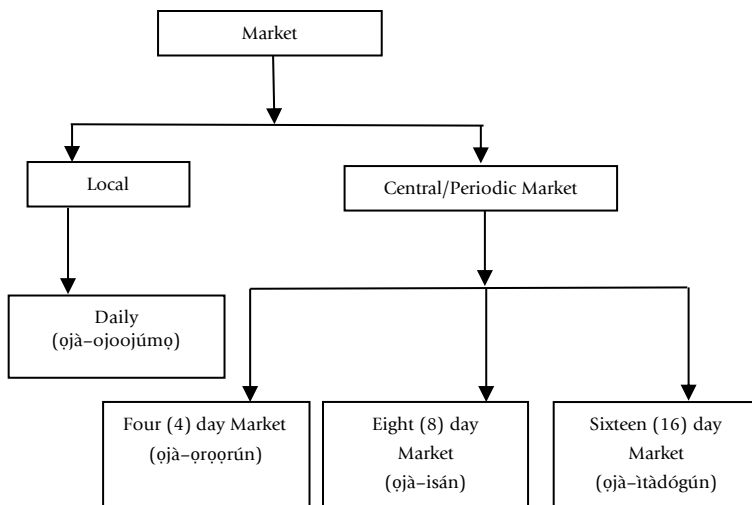 Market
Local
Central/Periodic Market
Daily
(ọjà–ojoojúmọ)
Four (4) day Market
(ọjà–ọrọọrún)
Eight (8) day
Market
(ọjà–isán)
Sixteen (16) day
Market
(ọjà–ìtàdógún)